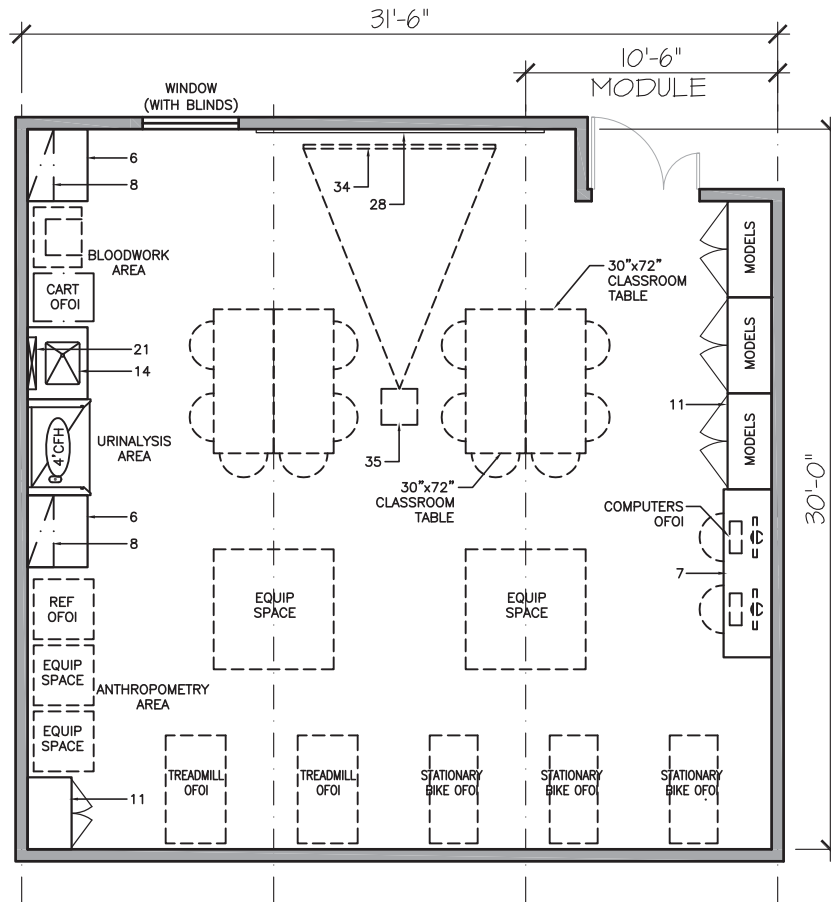 31'-6"
10'-6"
MODULE
WINDOW
(WITH BLINDS)
6
8
34
28
BLOODWORK
AREA
CART
OFOI
30"x72"
CLASSROOM
TABLE
MODELS
MODELS
MODELS
21
14
11
4'CFH
URINALYSIS
AREA
35
30"x72"
CLASSROOM
TABLE
30'-0"
6
8
COMPUTERS
OFOI
7
REF
OFOI
EQUIP
SPACE
EQUIP
SPACE
EQUIP
SPACE
ANTHROPOMETRY
AREA
EQUIP
SPACE
11
TREADMILL
OFOI
TREADMILL
OFOI
STATIONARY
BIKE OFOI
STATIONARY
BIKE OFOI
STATIONARY
BIKE OFOI